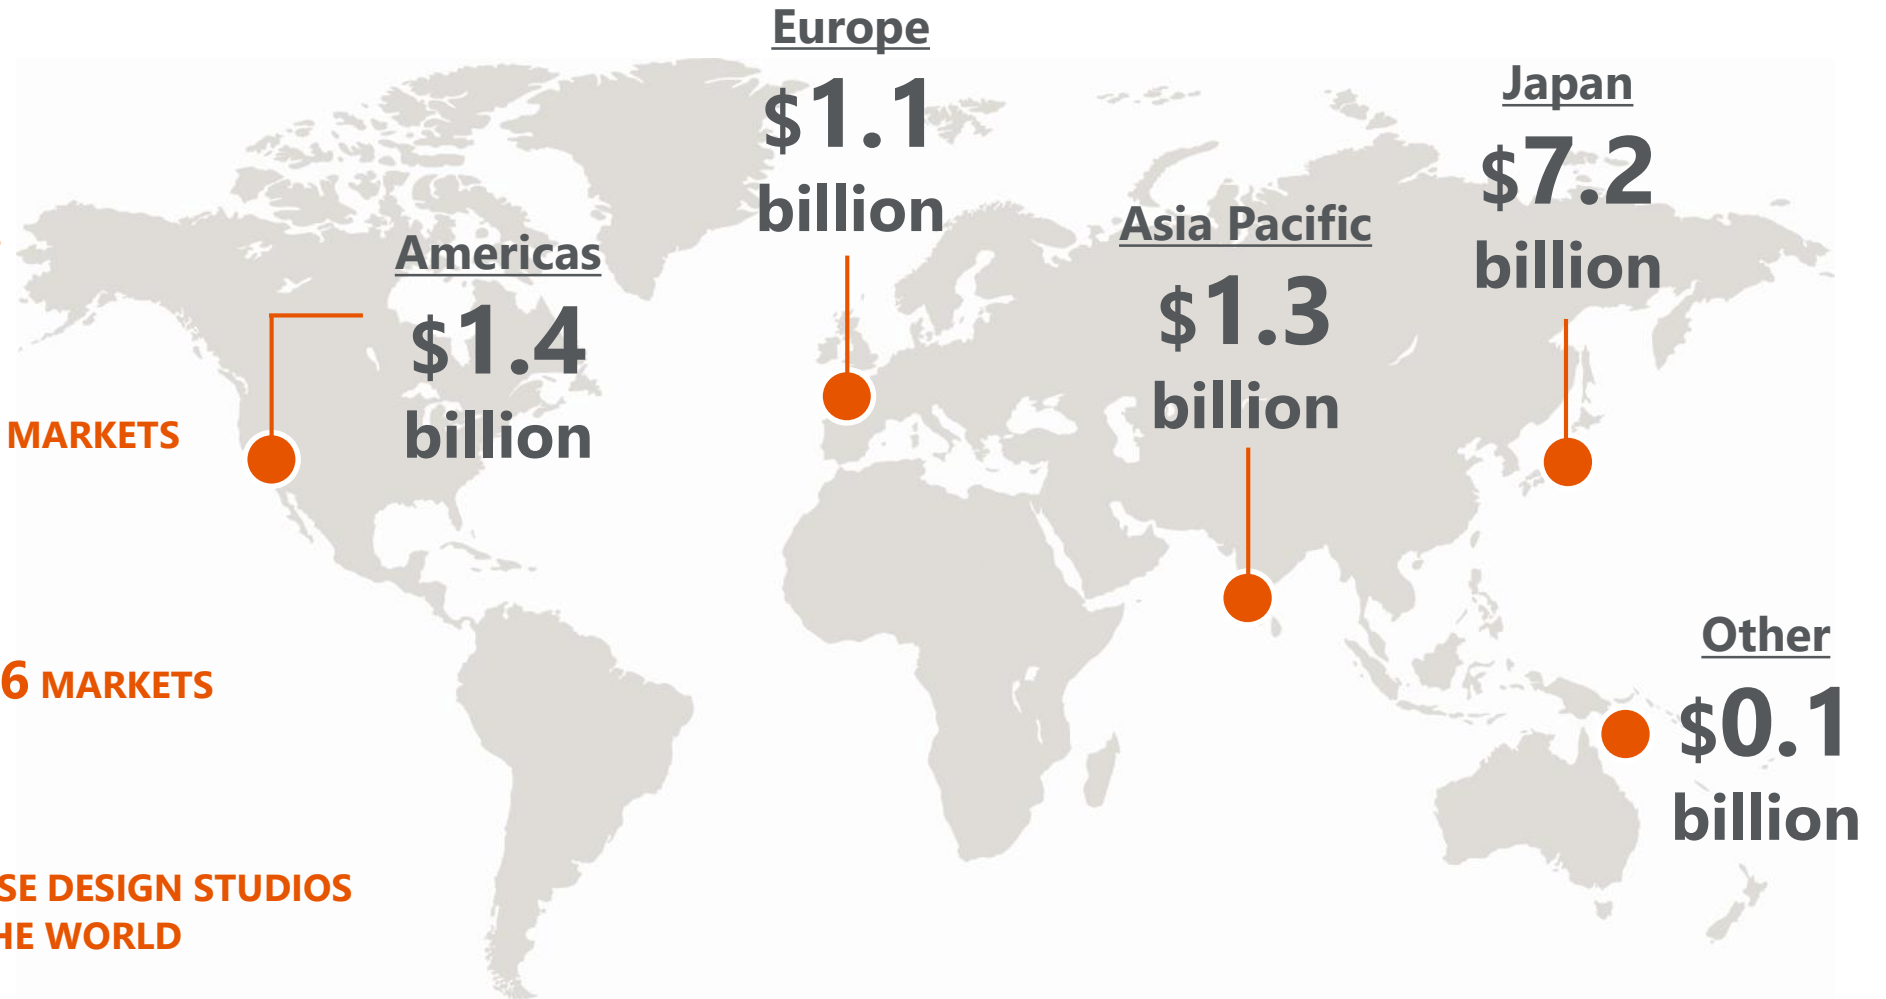 Europe
$1.1
billion
Japan
$7.2
billion
Americas
$1.4
billion
Asia Pacific
$1.3
billion
MARKETS
6 MARKETS
Other
$0.1
billion
SE DESIGN STUDIOS
HE WORLD